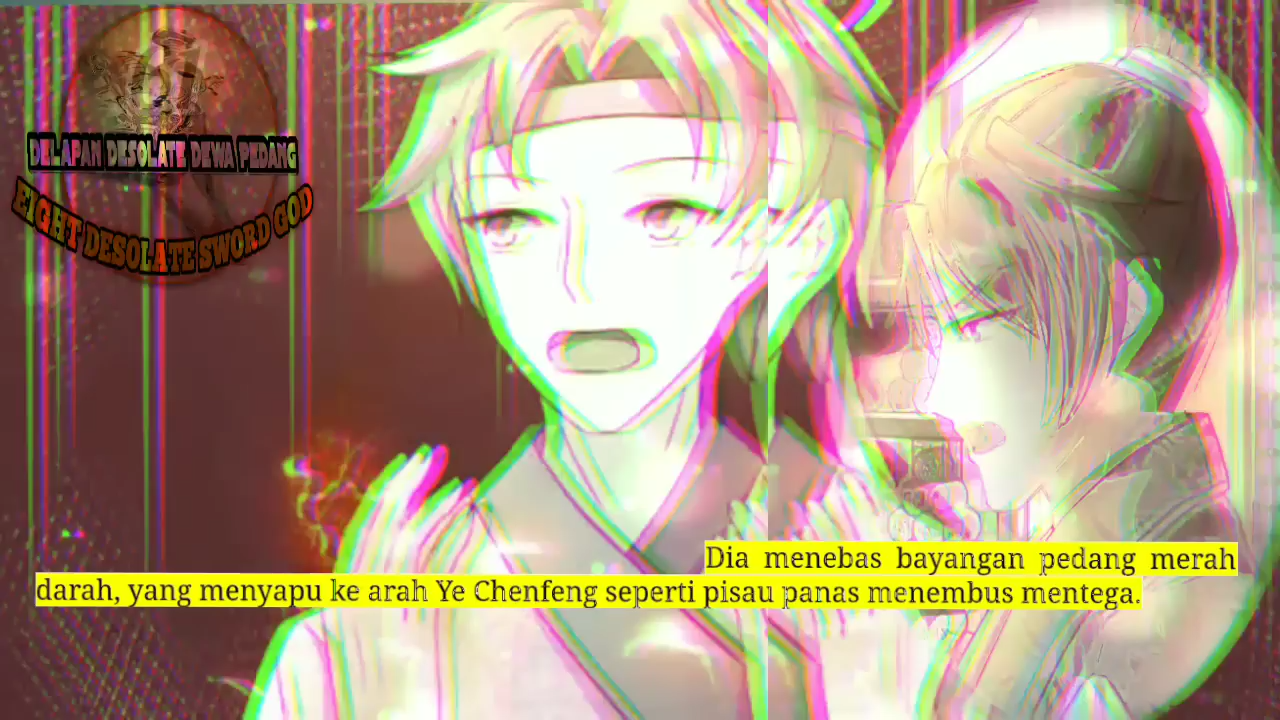 DELAPAN DESOLATE DEWA PEDANG
EIGHT DESOLATE SWORD GOD
Dia menebas bayangan pedang merah
darah, yang menyapu ke arah Ye Chenfeng seperti pisau panas menembus mentega.